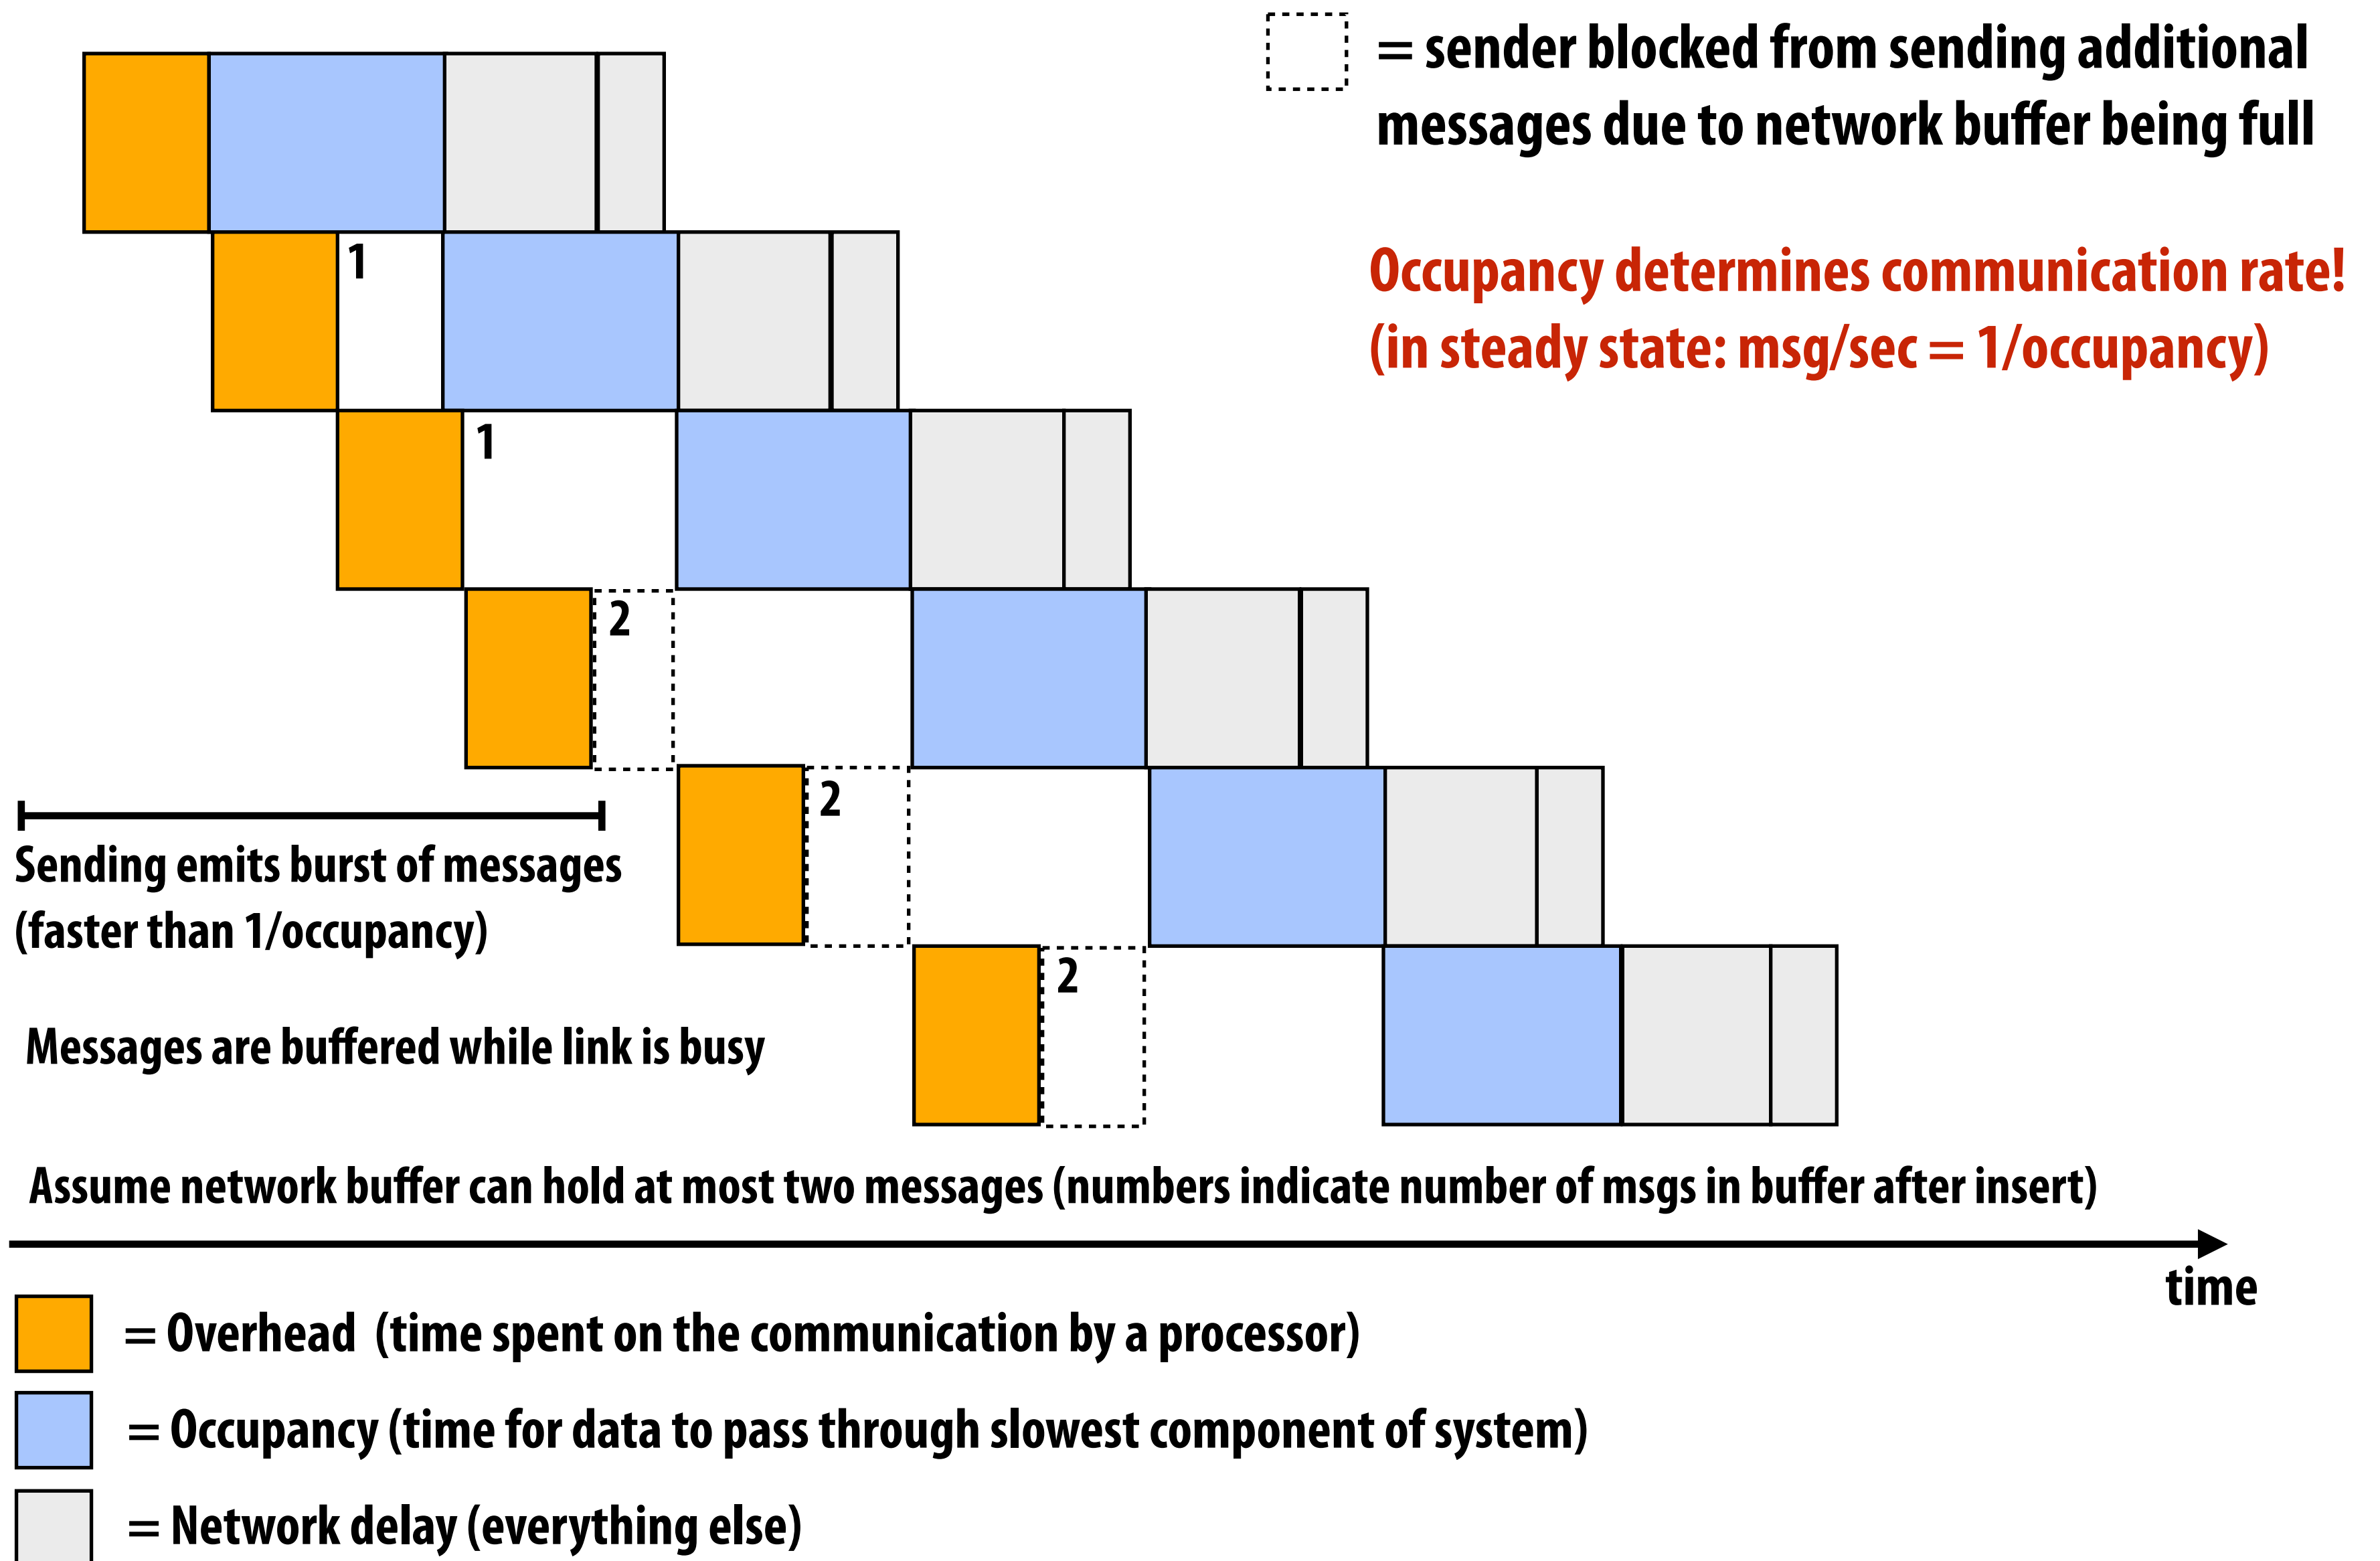 = sender blocked from sending additional
messages due to network buffer being full
Occupancy determines communication rate!
(in steady state: msg/sec = 1/occupancy)
1
1
2
2
2
Sending emits burst of messages
(faster than 1/occupancy)
Messages are buffered while link is busy
Assume network buffer can hold at most two messages (numbers indicate number of msgs in buffer after insert)
time
= Overhead (time spent on the communication by a processor)
= Occupancy (time for data to pass through slowest component of system)
= Network delay (everything else)